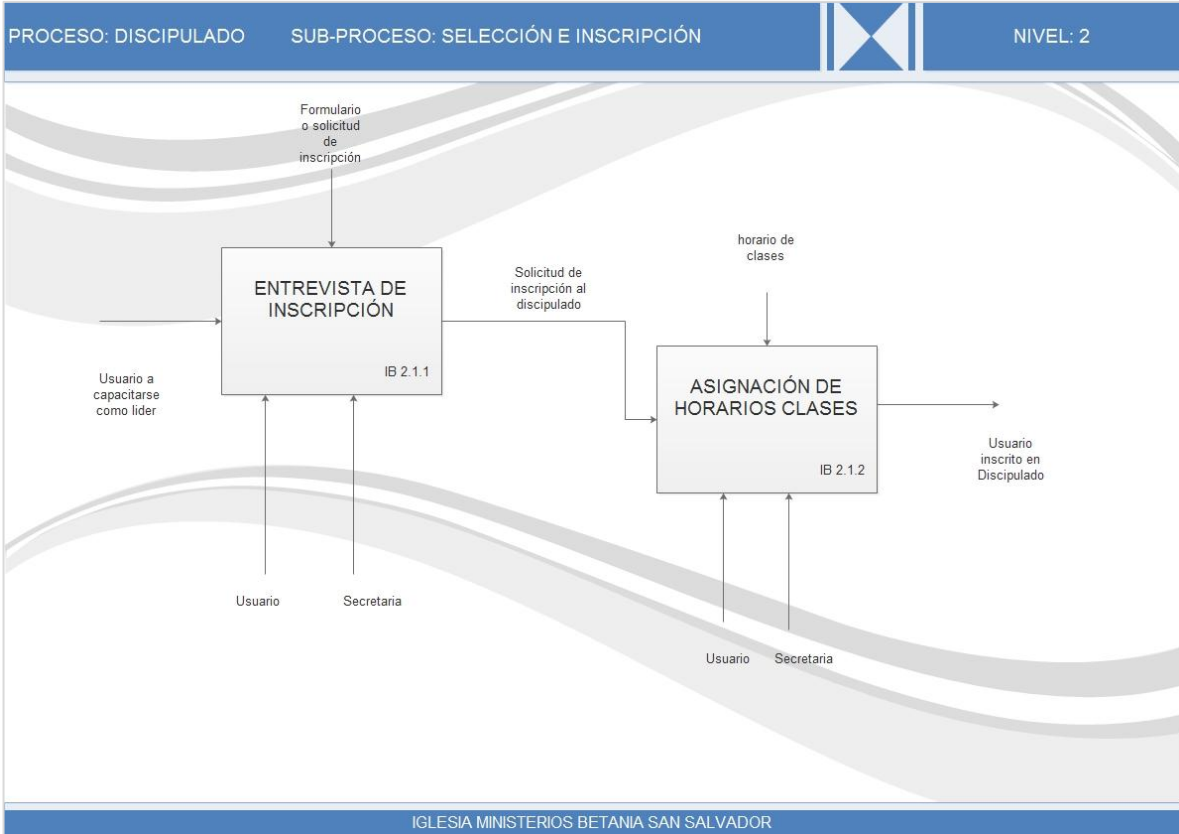 PROCESO: DISCIPULADO SUB-PROCESO: SELECCIÓN E INSCRIPCIÓN NIVEL: 2
Formulario
o solicitud
de
inscripción
horario de
clases
ENTREVISTA DE
INSCRIPCIÓN
IB 2.1.1
Solicitud de
inscripción al
discipulado
Usuario a
capacitarse
como lider
ASIGNACIÓN DE
HORARIOS CLASES
IB 2.1.2
Usuario
inscrito en
Discipulado
Usuario Secretaria
Usuario Secretaria
IGLESIA MINISTERIOS BETANIA SAN SALVADOR